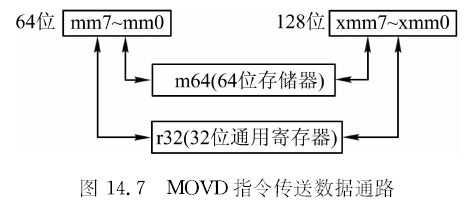 64位 mm7~mm0 128位 xmm7~xmm0
m64(64位存储器)
r32(32位通用寄存器)
图 14.7 MOVD 指令传送数据通路